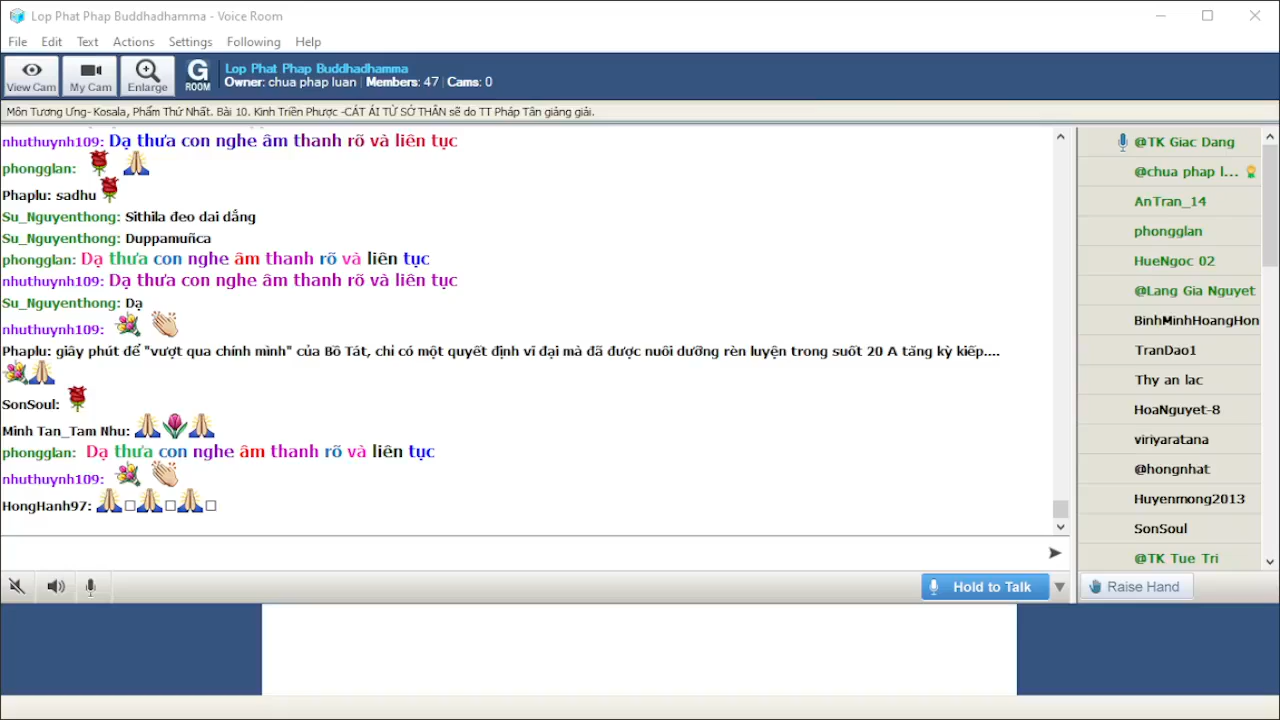 Lop Phat Phap Buddhadhamma - Voice Room
File Edit Text Actions Settings Following Help
View Cam My Cam Enlarge G ROOM
Lop Phat Phap Buddhadhamma
Owner: chua phap luan | Members: 47 | Cams: 0
Môn Tương Ưng- Kosala, Phẩm Thứ Nhất. Bài 10. Kinh Triền Phược -CÁT ÁI TỪ SỞ THÂN sẽ do TT Pháp Tân giảng giải.
nhuthuynh109: Dạ thưa con nghe âm thanh rõ và liên tục
phongglan:
Phaplu: sadhu
Su_Nguyenthong: Sithila đeo dai dẳng
Su_Nguyenthong: Duppamuñca
phongglan: Dạ thưa con nghe âm thanh rõ và liên tục
nhuthuynh109: Dạ thưa con nghe âm thanh rõ và liên tục
Su_Nguyenthong: Dạ
nhuthuynh109:
Phaplu: giây phút để "vượt qua chính mình" của Bồ Tát, chỉ có một quyết định vĩ đại mà đã được nuôi dưỡng rèn luyện trong suốt 20 A tăng kỳ kiếp....
SonSoul:
Minh Tan_Tam Nhu:
phongglan: Dạ thưa con nghe âm thanh rõ và liên tục
nhuthuynh109:
HongHanh97:
@TK Giac Dang
@chua phap l...
AnTran_14
phongglan
HueNgoc 02
@Lang Gia Nguyet
BinhMinhHoangHon
TranDao1
Thy an lac
HoaNguyet-8
viriyaratana
@hongnhat
Huyenmong2013
SonSoul
@TK Tue Tri
Hold to Talk
Raise Hand